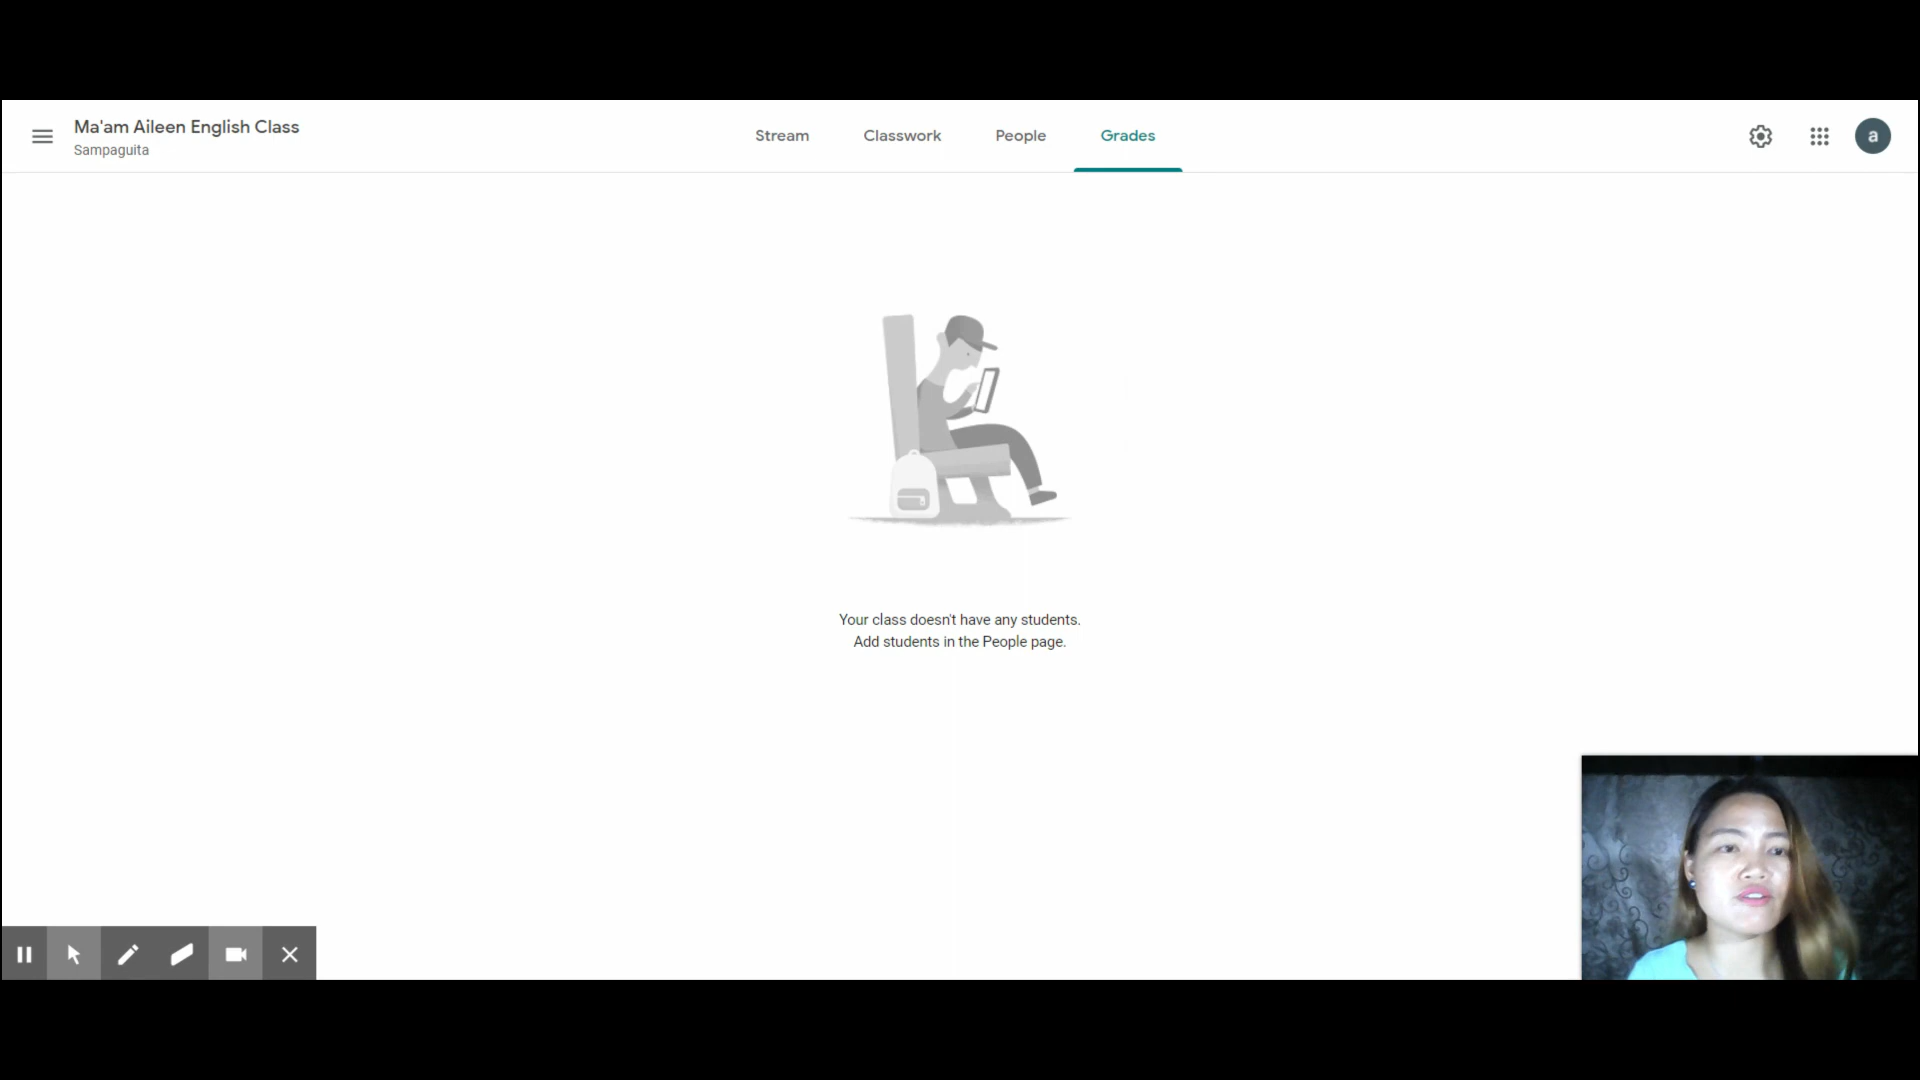 Ma'am Aileen English Class
Sampaguita
Stream
Classwork
People
Grades
a
Your class doesn't have any students.
Add students in the People page.